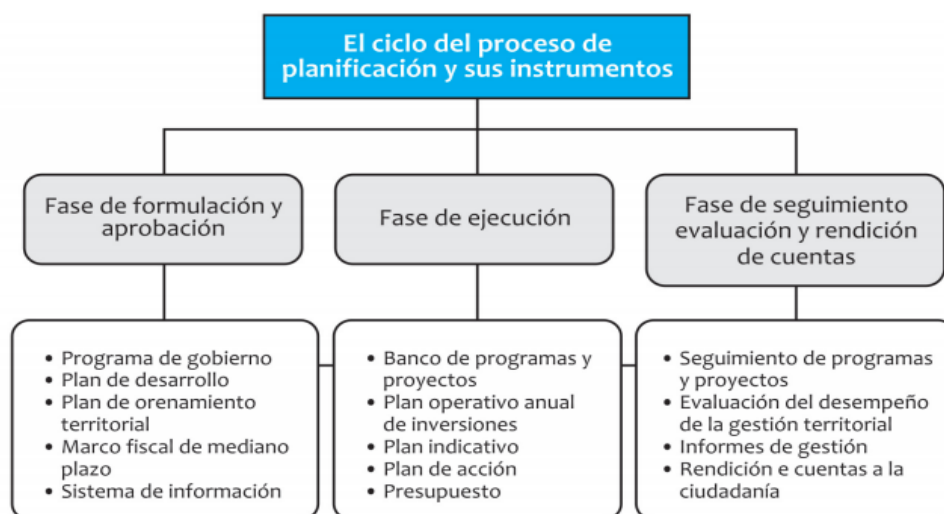 El ciclo del proceso de
planificación y sus instrumentos
Fase de formulación y
aprobación
Fase de ejecución
Fase de seguimiento
evaluación y rendición
de cuentas
• Programa de gobierno
• Plan de desarrollo
• Plan de orenamiento
territorial
• Marco fiscal de mediano
plazo
• Sistema de información
• Banco de programas y
proyectos
• Plan operativo anual
de inversiones
• Plan indicativo
• Plan de acción
• Presupuesto
• Seguimiento de programas
y proyectos
• Evaluación del desempeño
de la gestión territorial
• Informes de gestión
• Rendición e cuentas a la
ciudadanía